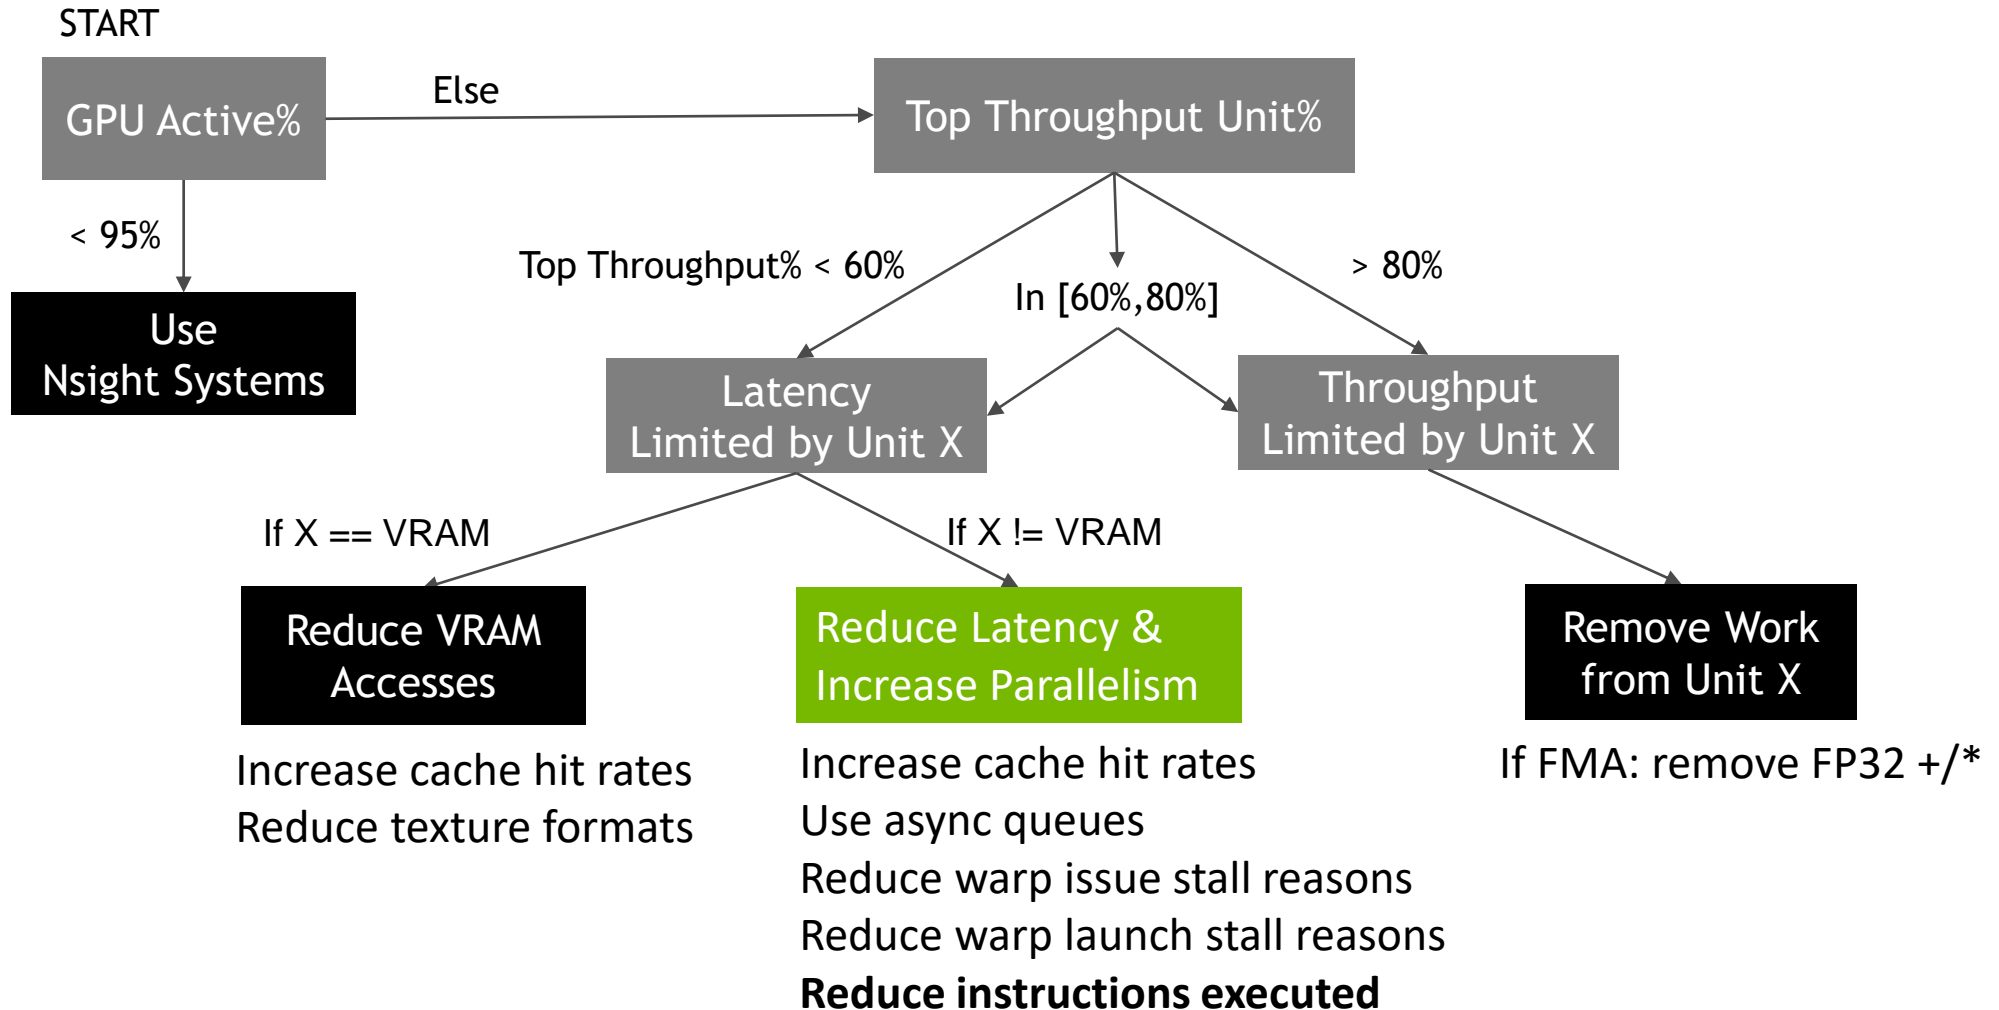 START
GPU Active%
Else
Top Throughput Unit%
< 95%
Top Throughput% < 60%
In [60%,80%]
> 80%
Use
Nsight Systems
Latency
Limited by Unit X
Throughput
Limited by Unit X
If X == VRAM
If X != VRAM
Reduce VRAM
Accesses
Reduce Latency &
Increase Parallelism
Remove Work
from Unit X
Increase cache hit rates
Reduce texture formats
Increase cache hit rates
Use async queues
Reduce warp issue stall reasons
Reduce warp launch stall reasons
Reduce instructions executed
If FMA: remove FP32 +/*